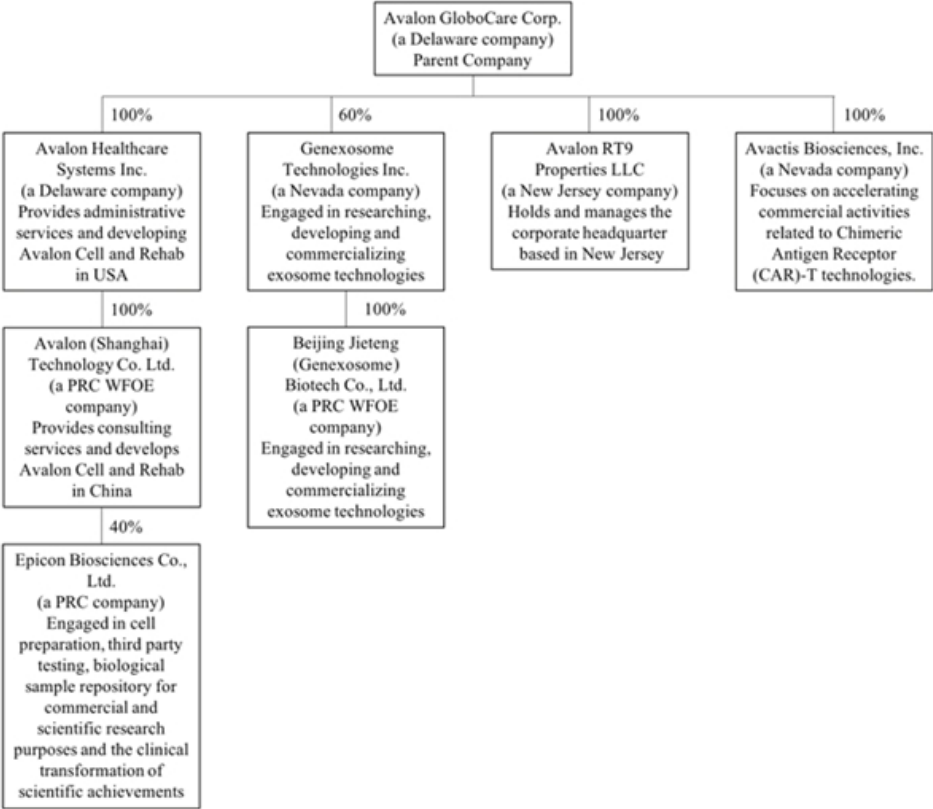 Avalon GloboCare Corp.
(a Delaware company)
Parent Company
100%
60%
100%
100%
Avalon Healthcare
Systems Inc.
(a Delaware company)
Provides administrative
services and developing
Avalon Cell and Rehab
in USA
Genexosome
Technologies Inc.
(a Nevada company)
Engaged in researching,
developing and
commercializing
exosome technologies
Avalon RT9
Properties LLC
(a New Jersey company)
Holds and manages the
corporate headquarter
based in New Jersey
Avactis Biosciences, Inc.
(a Nevada company)
Focuses on accelerating
commercial activities
related to Chimeric
Antigen Receptor
(CAR)-T technologies.
100%
100%
Avalon (Shanghai)
Technology Co. Ltd.
(a PRC WFOE
company)
Provides consulting
services and develops
Avalon Cell and Rehab
in China
Beijing Jieteng
(Genexosome)
Biotech Co., Ltd.
(a PRC WFOE
company)
Engaged in researching,
developing and
commercializing
exosome technologies
40%
Epicon Biosciences Co.,
Ltd.
(a PRC company)
Engaged in cell
preparation, third party
testing, biological
sample repository for
commercial and
scientific research
purposes and the clinical
transformation of
scientific achievements